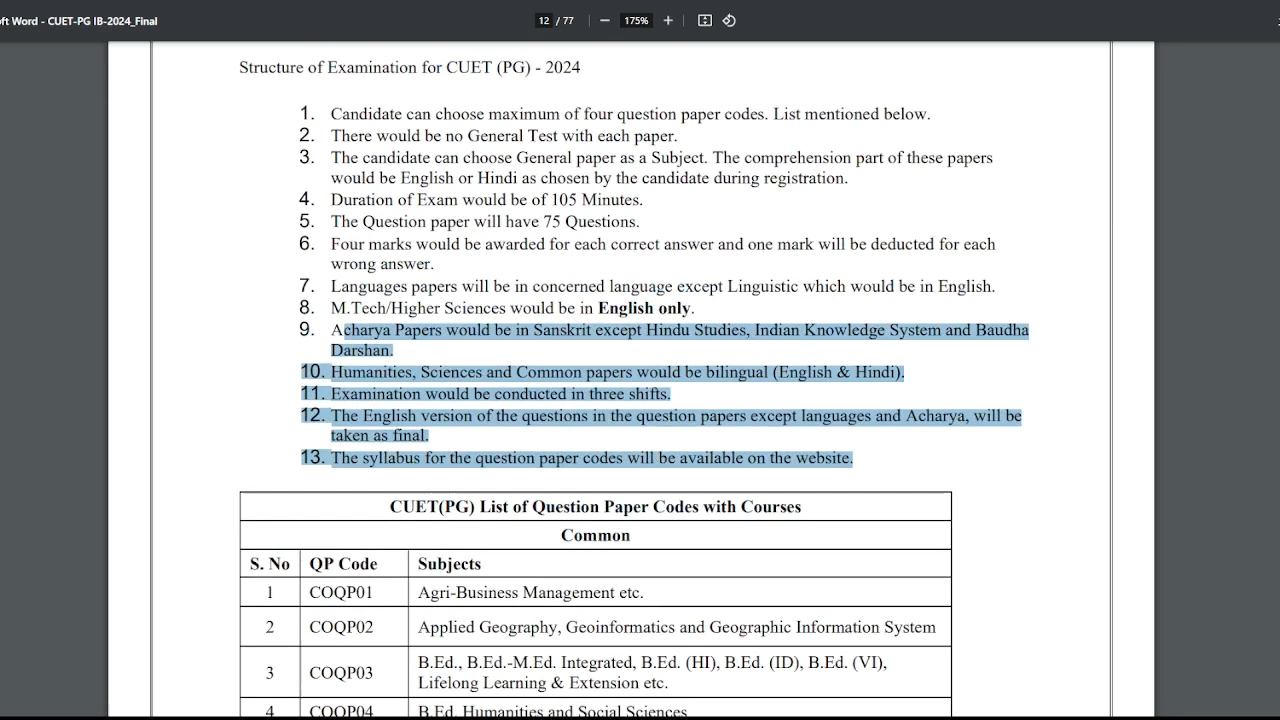 oft Word - CUET-PG IB-2024_Final
12 / 77 − 175% +
Structure of Examination for CUET (PG) - 2024
1. Candidate can choose maximum of four question paper codes. List mentioned below.
2. There would be no General Test with each paper.
3. The candidate can choose General paper as a Subject. The comprehension part of these papers
would be English or Hindi as chosen by the candidate during registration.
4. Duration of Exam would be of 105 Minutes.
5. The Question paper will have 75 Questions.
6. Four marks would be awarded for each correct answer and one mark will be deducted for each
wrong answer.
7. Languages papers will be in concerned language except Linguistic which would be in English.
8. M.Tech/Higher Sciences would be in English only.
9. Acharya Papers would be in Sanskrit except Hindu Studies, Indian Knowledge System and Baudha
Darshan.
10. Humanities, Sciences and Common papers would be bilingual (English & Hindi).
11. Examination would be conducted in three shifts.
12. The English version of the questions in the question papers except languages and Acharya, will be
taken as final.
13. The syllabus for the question paper codes will be available on the website.
CUET(PG) List of Question Paper Codes with Courses
Common
S. No QP Code Subjects
1 COQP01 Agri-Business Management etc.
2 COQP02 Applied Geography, Geoinformatics and Geographic Information System
3 COQP03 B.Ed., B.Ed.-M.Ed. Integrated, B.Ed. (HI), B.Ed. (ID), B.Ed. (VI),
Lifelong Learning & Extension etc.
4 COQP04 B.Ed. Humanities and Social Sciences